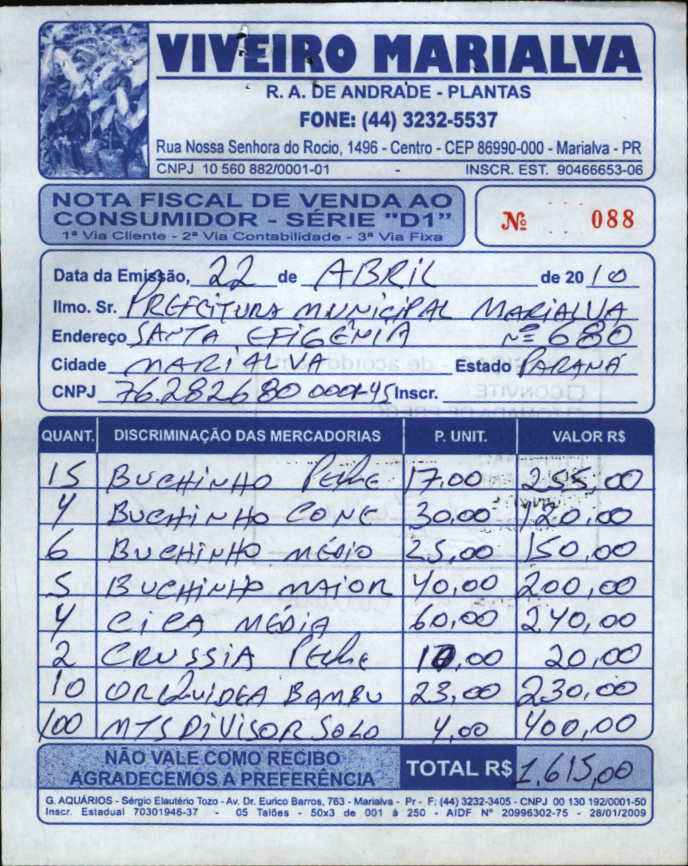 VIVEIRO MARIALVA
R. A. DE ANDRADE - PLANTAS
FONE: (44) 3232-5537
Rua Nossa Senhora do Rocio, 1496 - Centro - CEP 86990-000 - Marialva - PR
CNPJ 10 560 882/0001-01 - INSCR. EST. 90466653-06
NOTA FISCAL DE VENDA AO
CONSUMIDOR - SÉRIE "D1"
1ª Via Cliente - 2ª Via Contabilidade - 3ª Via Fixa
Nº 088
Data da Emissão, 22 de ABRIL de 2010
Ilmo. Sr. PREFEITURA MUNICIPAL MARIALVA
Endereço SANTA EFIGÊNIA Nº 680
Cidade MARIALVA Estado PARANÁ
CNPJ 76.282680 0001-45 Inscr.
QUANT. DISCRIMINAÇÃO DAS MERCADORIAS P. UNIT. VALOR R$
15 BUCHINHO 17.00 255,00
4 BUCHINHO CONE 30,00 120,00
6 BUCHINHO MÉDIO 25,00 150,00
5 BUCHINHO MAIOR 40,00 200,00
4 CICA MÉDIA 60,00 240,00
2 CRUSSIA 10,00 20,00
10 ORQUIDEA BAMBU 23,00 230,00
100 MTS DIVISOR SOLO 4,00 400,00
NÃO VALE COMO RECIBO
AGRADECEMOS A PREFERÊNCIA
TOTAL R$ 1.615,00
G. AQUÁRIOS - Sérgio Elautério Tozo - Av. Dr. Eurico Barros, 763 - Marialva - Pr - F: (44) 3232-3405 - CNPJ 00 130 192/0001-50
Inscr. Estadual 70301946-37 - 05 Talões - 50x3 de 001 à 250 - AIDF Nº 20996302-75 - 28/01/2009